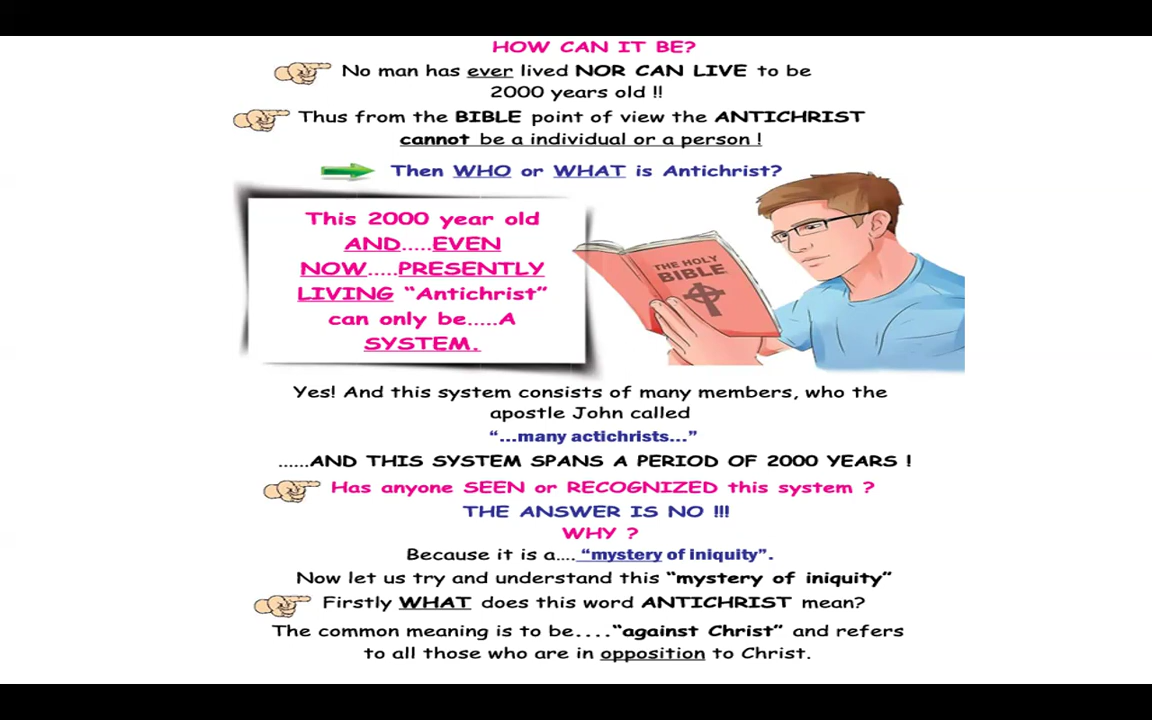 HOW CAN IT BE?
No man has ever lived NOR CAN LIVE to be
2000 years old !!
Thus from the BIBLE point of view the ANTICHRIST
cannot be a individual or a person !
Then WHO or WHAT is Antichrist?
This 2000 year old
AND.....EVEN
NOW.....PRESENTLY
LIVING “Antichrist”
can only be.....A
SYSTEM.
THE HOLY
BIBLE
Yes! And this system consists of many members, who the
apostle John called
“...many actichrists...”
......AND THIS SYSTEM SPANS A PERIOD OF 2000 YEARS !
Has anyone SEEN or RECOGNIZED this system ?
THE ANSWER IS NO !!!
WHY ?
Because it is a.... “mystery of iniquity”.
Now let us try and understand this “mystery of iniquity”
Firstly WHAT does this word ANTICHRIST mean?
The common meaning is to be....“against Christ” and refers
to all those who are in opposition to Christ.